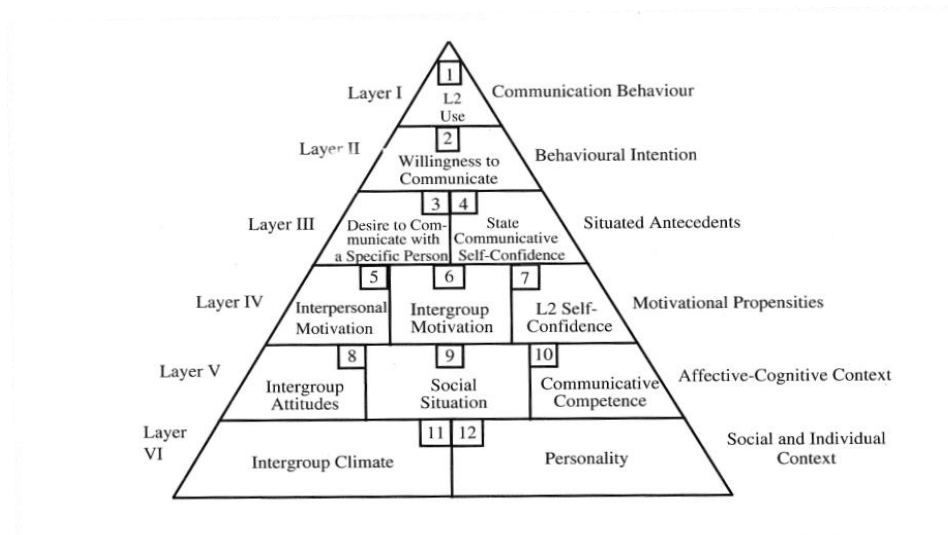 1
Layer I
L2
Use
Communication Behaviour
2
Layer II
Willingness to
Communicate
Behavioural Intention
3 4
Layer III
Desire to Com-
municate with
a Specific Person
State
Communicative
Self-Confidence
Situated Antecedents
5 6 7
Layer IV
Interpersonal
Motivation
Intergroup
Motivation
L2 Self-
Confidence
Motivational Propensities
8 9 10
Layer V
Intergroup
Attitudes
Social
Situation
Communicative
Competence
Affective-Cognitive Context
11 12
Layer
VI
Intergroup Climate
Personality
Social and Individual
Context